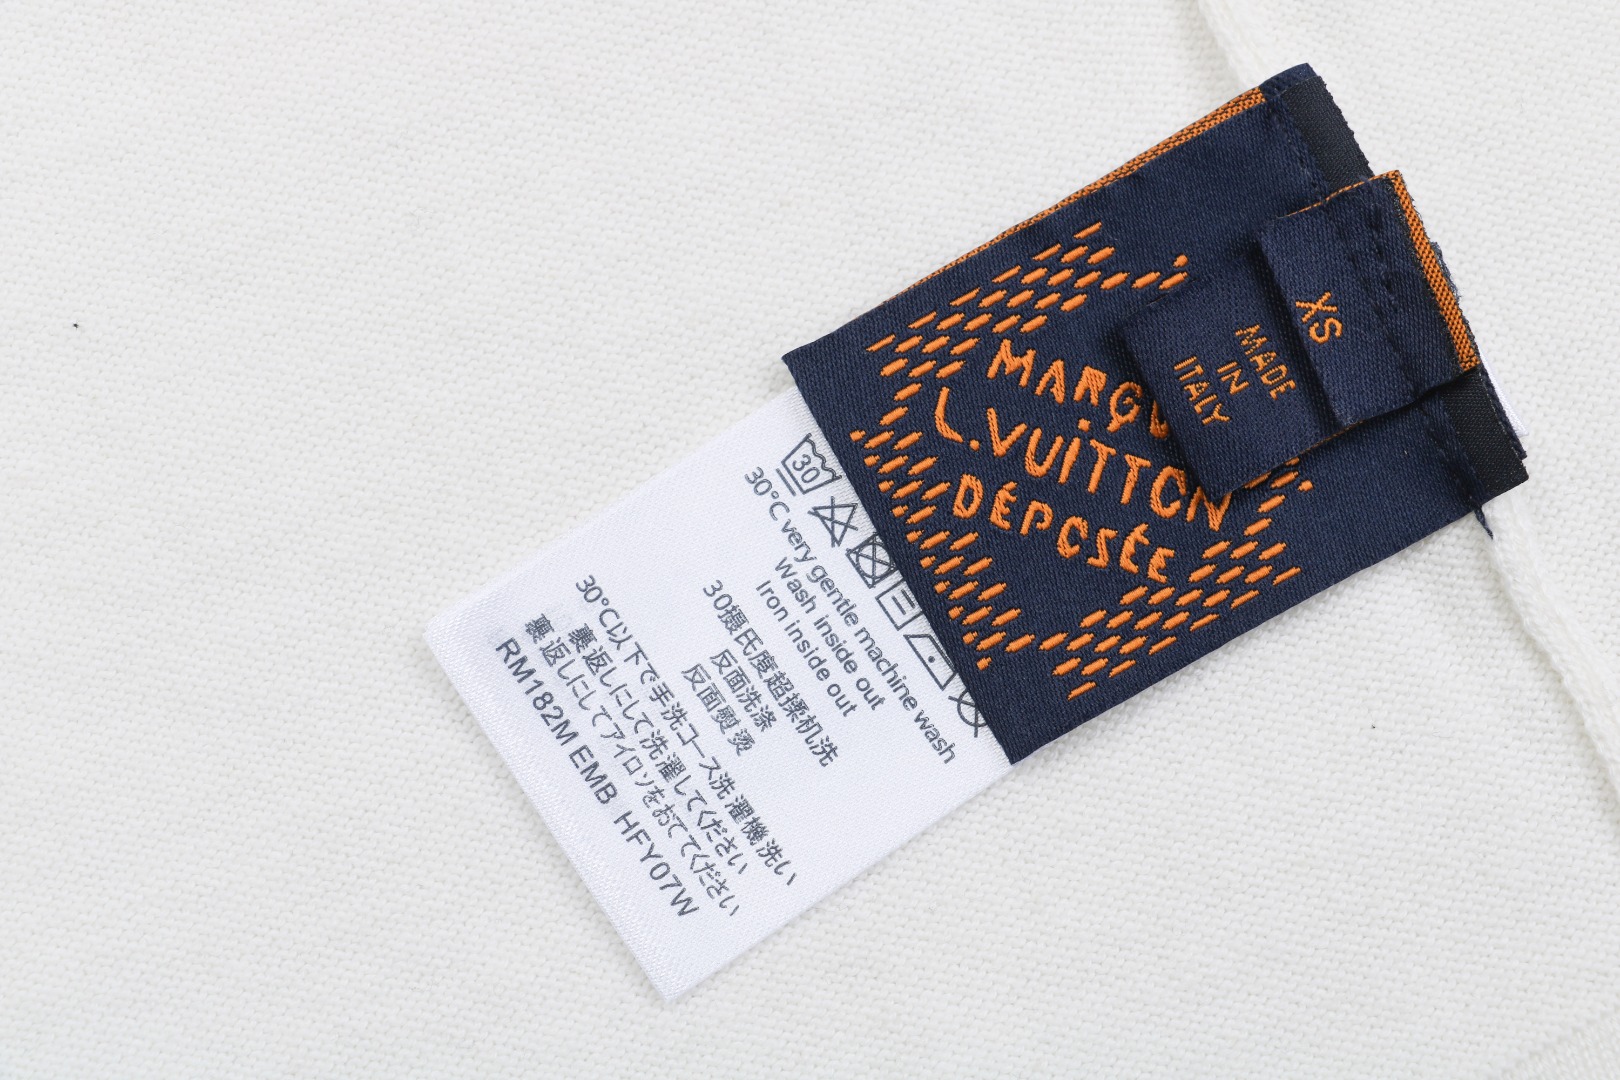 XS
MADE
IN
ITALY
L.VUITTON
DÉPOSÉE
30
30°C very gentle machine wash
Wash inside out
Iron inside out
30摄氏度超揉机洗
反面洗涤
反面熨烫
30°C以下で手洗コース洗濯機洗い
裏返しにして洗濯してください
裏返しにしてアイロソをおててください
RM182M EMB HFY07W